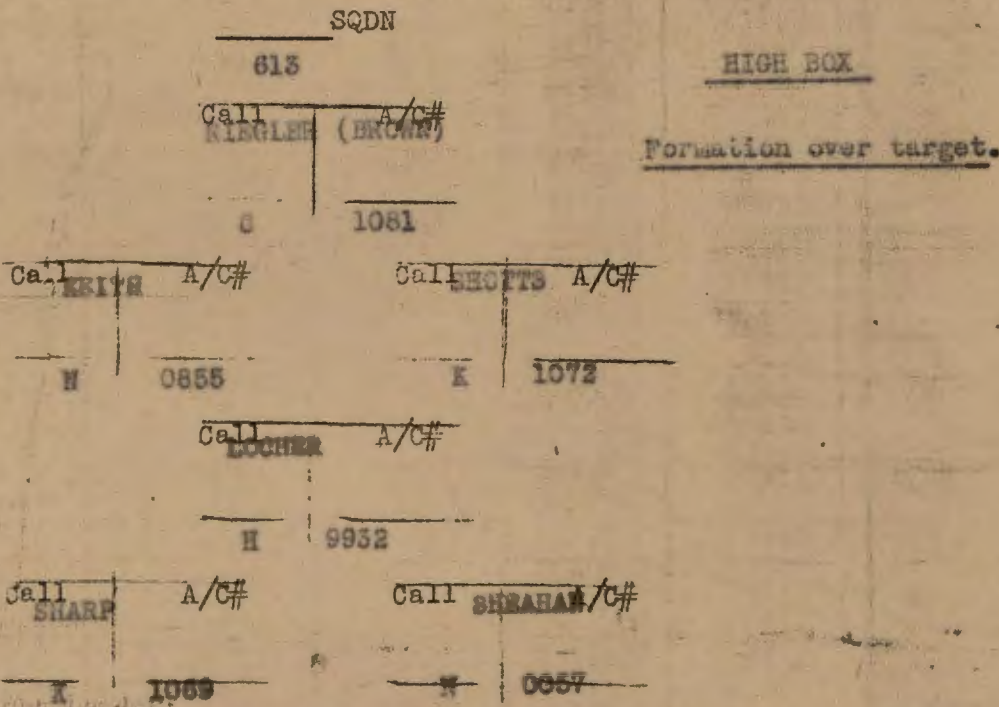 SQDN
613
HIGH BOX
Call A/C#
(BROWN)
Formation over target.
1081
Call A/C# Call A/C#
KEITH SHOTTS
N 0855 K 1072
Call A/C#
LOCHER
H 9932
Call A/C# Call A/C#
SHARP SHEAHAN
K 1069 N 0057